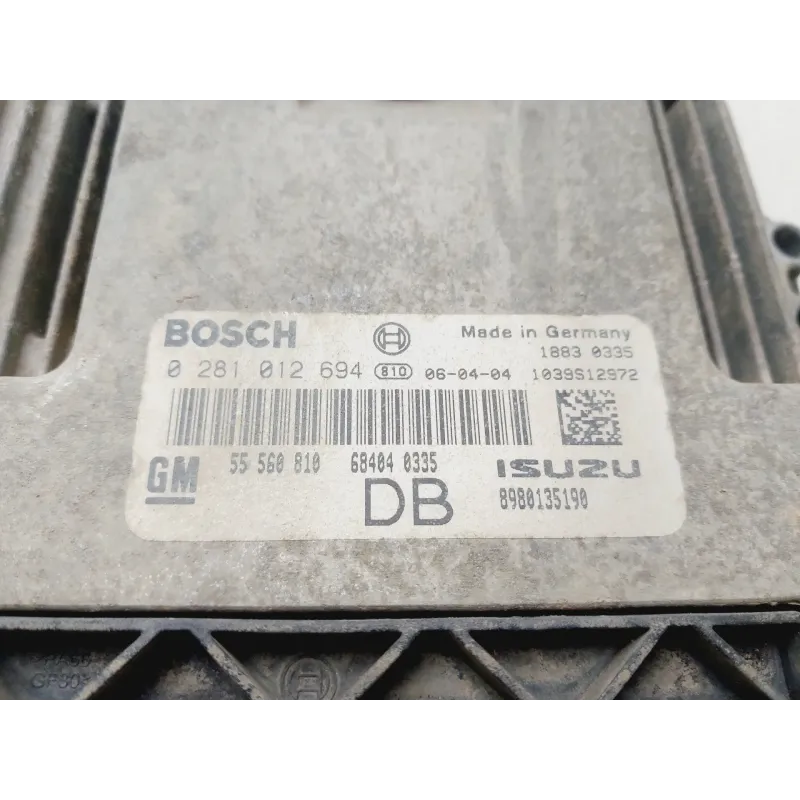 BOSCH Made in Germany
1883 0335
0 281 012 694 810 06-04-04 1039S12972
55 560 810 68404 0335 ISUZU
GM DB 8980135190